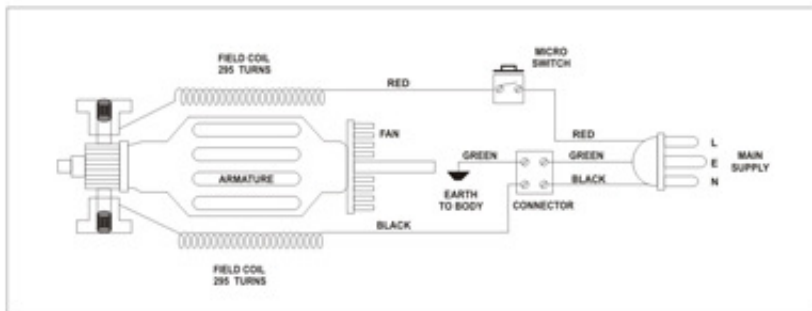 FIELD COIL
295 TURNS
MICRO
SWITCH
RED
RED
FAN
L
GREEN
GREEN
E
MAIN
SUPPLY
ARMATURE
BLACK
N
EARTH
TO BODY
CONNECTOR
BLACK
FIELD COIL
295 TURNS